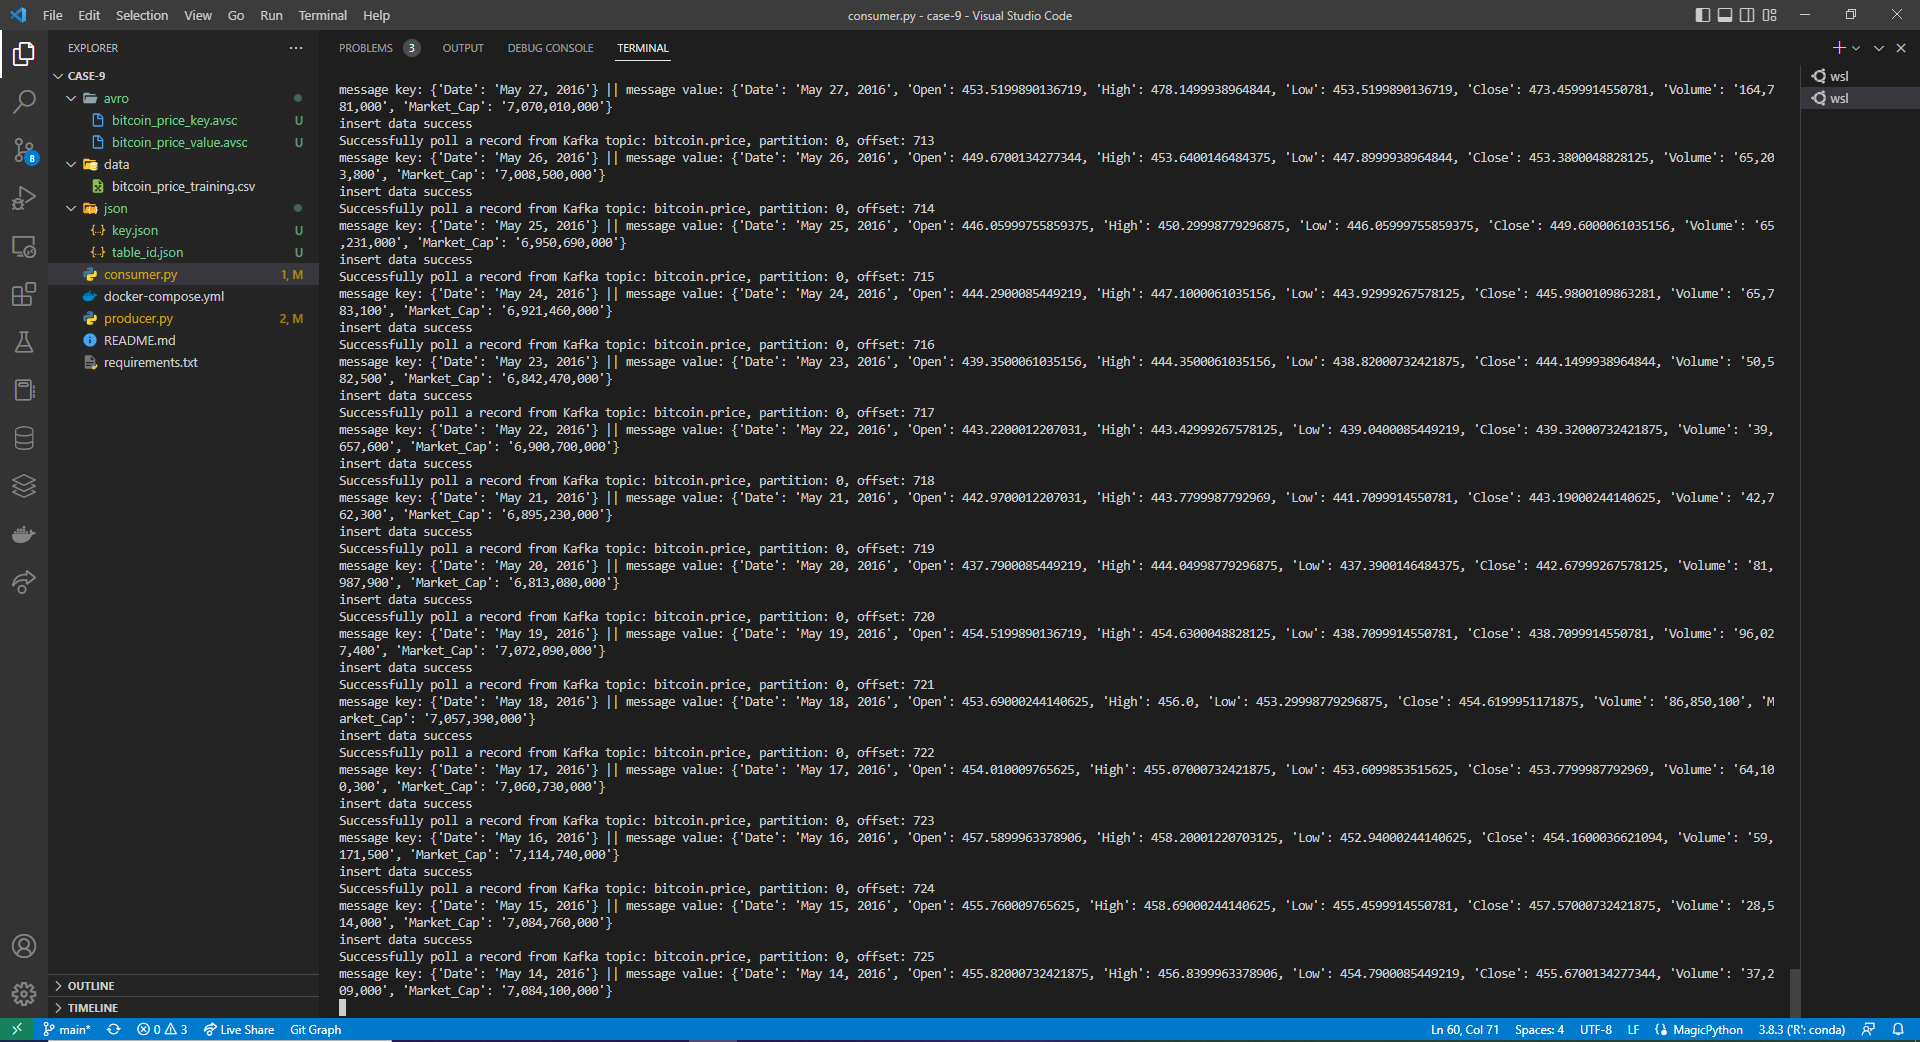 File Edit Selection View Go Run Terminal Help
consumer.py - case-9 - Visual Studio Code
EXPLORER
CASE-9
avro
bitcoin_price_key.avsc U
bitcoin_price_value.avsc U
data
bitcoin_price_training.csv
json
key.json U
table_id.json U
consumer.py 1, M
docker-compose.yml
producer.py 2, M
README.md
requirements.txt
OUTLINE
TIMELINE
8
PROBLEMS 3 OUTPUT DEBUG CONSOLE TERMINAL
message key: {'Date': 'May 27, 2016'} || message value: {'Date': 'May 27, 2016', 'Open': 453.5199890136719, 'High': 478.1499938964844, 'Low': 453.5199890136719, 'Close': 473.4599914550781, 'Volume': '164,7
81,000', 'Market_Cap': '7,070,010,000'}
insert data success
Successfully poll a record from Kafka topic: bitcoin.price, partition: 0, offset: 713
message key: {'Date': 'May 26, 2016'} || message value: {'Date': 'May 26, 2016', 'Open': 449.6700134277344, 'High': 453.6400146484375, 'Low': 447.8999938964844, 'Close': 453.3800048828125, 'Volume': '65,20
3,800', 'Market_Cap': '7,008,500,000'}
insert data success
Successfully poll a record from Kafka topic: bitcoin.price, partition: 0, offset: 714
message key: {'Date': 'May 25, 2016'} || message value: {'Date': 'May 25, 2016', 'Open': 446.05999755859375, 'High': 450.29998779296875, 'Low': 446.05999755859375, 'Close': 449.6000061035156, 'Volume': '65
,231,000', 'Market_Cap': '6,950,690,000'}
insert data success
Successfully poll a record from Kafka topic: bitcoin.price, partition: 0, offset: 715
message key: {'Date': 'May 24, 2016'} || message value: {'Date': 'May 24, 2016', 'Open': 444.2900085449219, 'High': 447.1000061035156, 'Low': 443.92999267578125, 'Close': 445.9800109863281, 'Volume': '65,7
83,100', 'Market_Cap': '6,921,460,000'}
insert data success
Successfully poll a record from Kafka topic: bitcoin.price, partition: 0, offset: 716
message key: {'Date': 'May 23, 2016'} || message value: {'Date': 'May 23, 2016', 'Open': 439.3500061035156, 'High': 444.3500061035156, 'Low': 438.82000732421875, 'Close': 444.1499938964844, 'Volume': '50,5
82,500', 'Market_Cap': '6,842,470,000'}
insert data success
Successfully poll a record from Kafka topic: bitcoin.price, partition: 0, offset: 717
message key: {'Date': 'May 22, 2016'} || message value: {'Date': 'May 22, 2016', 'Open': 443.2200012207031, 'High': 443.42999267578125, 'Low': 439.0400085449219, 'Close': 439.32000732421875, 'Volume': '39,
657,600', 'Market_Cap': '6,900,700,000'}
insert data success
Successfully poll a record from Kafka topic: bitcoin.price, partition: 0, offset: 718
message key: {'Date': 'May 21, 2016'} || message value: {'Date': 'May 21, 2016', 'Open': 442.9700012207031, 'High': 443.7799987792969, 'Low': 441.7099914550781, 'Close': 443.19000244140625, 'Volume': '42,7
62,300', 'Market_Cap': '6,895,230,000'}
insert data success
Successfully poll a record from Kafka topic: bitcoin.price, partition: 0, offset: 719
message key: {'Date': 'May 20, 2016'} || message value: {'Date': 'May 20, 2016', 'Open': 437.7900085449219, 'High': 444.04998779296875, 'Low': 437.3900146484375, 'Close': 442.67999267578125, 'Volume': '81,
987,900', 'Market_Cap': '6,813,080,000'}
insert data success
Successfully poll a record from Kafka topic: bitcoin.price, partition: 0, offset: 720
message key: {'Date': 'May 19, 2016'} || message value: {'Date': 'May 19, 2016', 'Open': 454.5199890136719, 'High': 454.6300048828125, 'Low': 438.7099914550781, 'Close': 438.7099914550781, 'Volume': '96,02
7,400', 'Market_Cap': '7,072,090,000'}
insert data success
Successfully poll a record from Kafka topic: bitcoin.price, partition: 0, offset: 721
message key: {'Date': 'May 18, 2016'} || message value: {'Date': 'May 18, 2016', 'Open': 453.69000244140625, 'High': 456.0, 'Low': 453.29998779296875, 'Close': 454.6199951171875, 'Volume': '86,850,100', 'M
arket_Cap': '7,057,390,000'}
insert data success
Successfully poll a record from Kafka topic: bitcoin.price, partition: 0, offset: 722
message key: {'Date': 'May 17, 2016'} || message value: {'Date': 'May 17, 2016', 'Open': 454.010009765625, 'High': 455.07000732421875, 'Low': 453.6099853515625, 'Close': 453.7799987792969, 'Volume': '64,10
0,300', 'Market_Cap': '7,060,730,000'}
insert data success
Successfully poll a record from Kafka topic: bitcoin.price, partition: 0, offset: 723
message key: {'Date': 'May 16, 2016'} || message value: {'Date': 'May 16, 2016', 'Open': 457.5899963378906, 'High': 458.20001220703125, 'Low': 452.94000244140625, 'Close': 454.1600036621094, 'Volume': '59,
171,500', 'Market_Cap': '7,114,740,000'}
insert data success
Successfully poll a record from Kafka topic: bitcoin.price, partition: 0, offset: 724
message key: {'Date': 'May 15, 2016'} || message value: {'Date': 'May 15, 2016', 'Open': 455.760009765625, 'High': 458.69000244140625, 'Low': 455.4599914550781, 'Close': 457.57000732421875, 'Volume': '28,5
14,000', 'Market_Cap': '7,084,760,000'}
insert data success
Successfully poll a record from Kafka topic: bitcoin.price, partition: 0, offset: 725
message key: {'Date': 'May 14, 2016'} || message value: {'Date': 'May 14, 2016', 'Open': 455.82000732421875, 'High': 456.8399963378906, 'Low': 454.7900085449219, 'Close': 455.6700134277344, 'Volume': '37,2
09,000', 'Market_Cap': '7,084,100,000'}
wsl
wsl
main* 0 3 Live Share Git Graph
Ln 60, Col 71 Spaces: 4 UTF-8 LF MagicPython 3.8.3 ('R': conda)